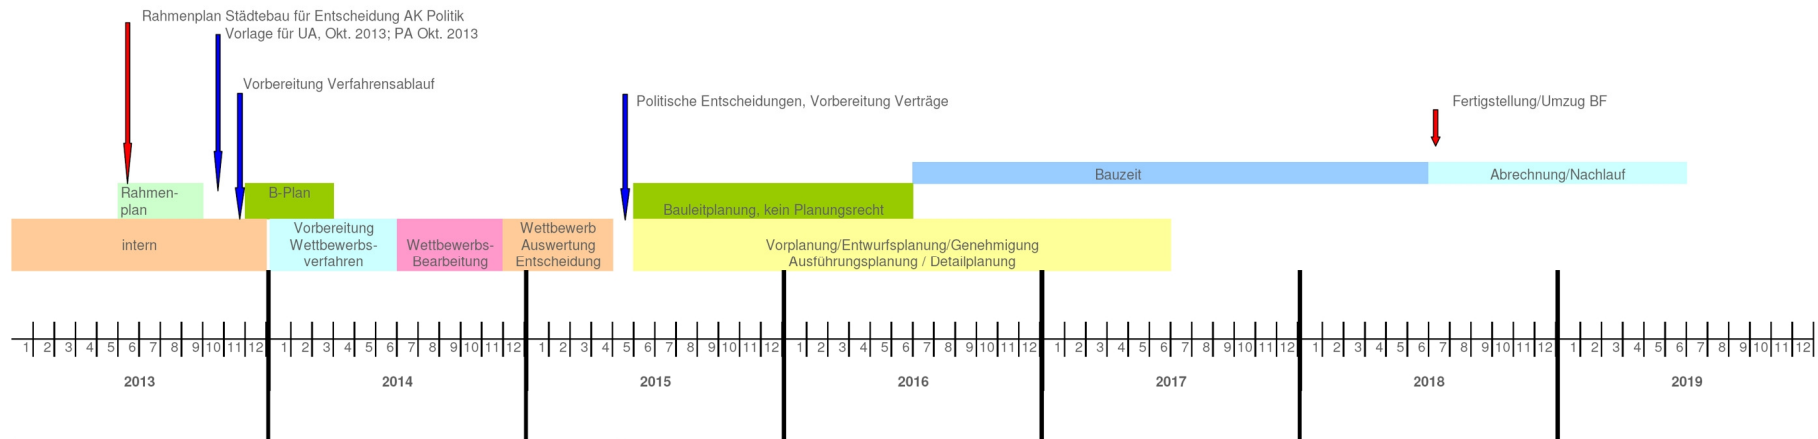 Rahmenplan Städtebau für Entscheidung AK Politik
Vorlage für UA, Okt. 2013; PA Okt. 2013
Vorbereitung Verfahrensablauf
Politische Entscheidungen, Vorbereitung Verträge
Fertigstellung/Umzug BF
Bauzeit
Abrechnung/Nachlauf
Rahmen-
plan
B-Plan
Bauleitplanung, kein Planungsrecht
intern
Vorbereitung
Wettbewerbs-
verfahren
Wettbewerbs-
Bearbeitung
Wettbewerb
Auswertung
Entscheidung
Vorplanung/Entwurfsplanung/Genehmigung
Ausführungsplanung / Detailplanung
1 2 3 4 5 6 7 8 9 10 11 12 1 2 3 4 5 6 7 8 9 10 11 12 1 2 3 4 5 6 7 8 9 10 11 12 1 2 3 4 5 6 7 8 9 10 11 12 1 2 3 4 5 6 7 8 9 10 11 12 1 2 3 4 5 6 7 8 9 10 11 12 1 2 3 4 5 6 7 8 9 10 11 12
2013 2014 2015 2016 2017 2018 2019